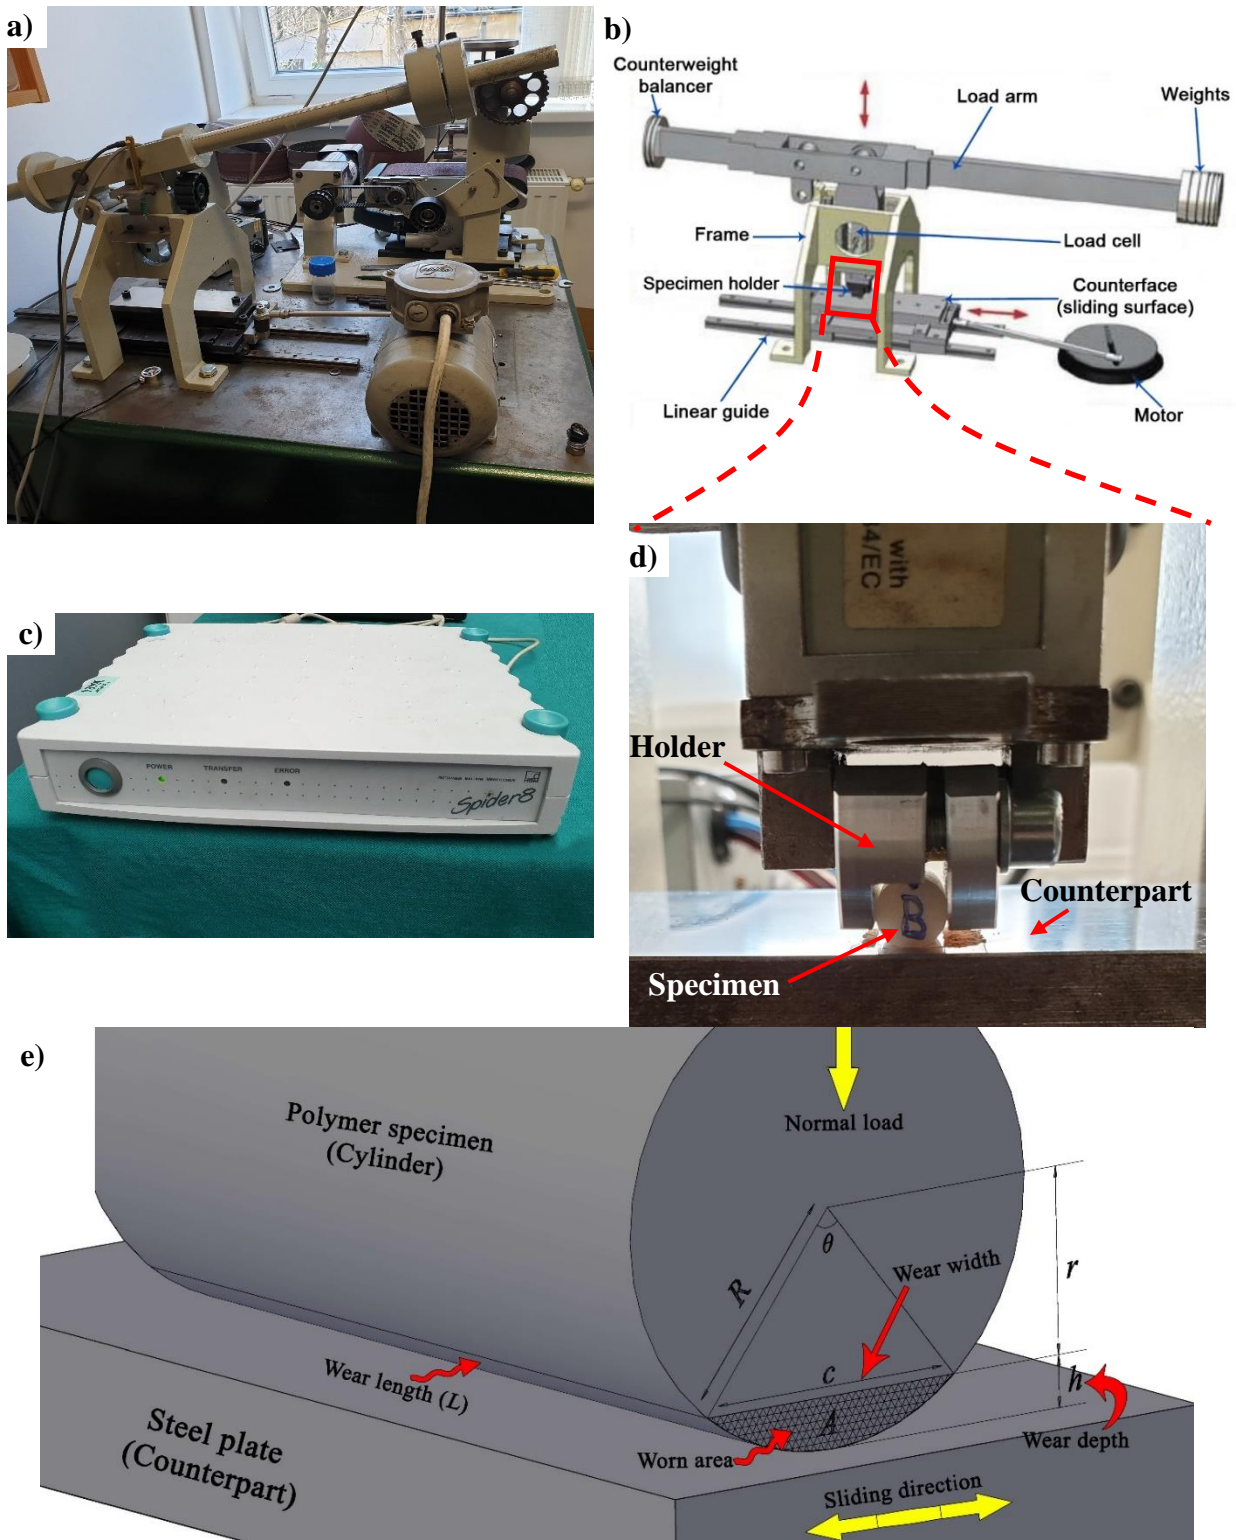 a)
b)
Counterweight
balancer
Load arm
Weights
Frame
Load cell
Specimen holder
Counterface
(sliding surface)
Linear guide
Motor
c)
POWER
TRANSFER
ERROR
Spider8
d)
with
4/EC
Holder
B
Counterpart
Specimen
e)
Polymer specimen
(Cylinder)
Normal load
θ
R
r
Wear width
c
h
A
Wear length (L)
Worn area
Wear depth
Steel plate
(Counterpart)
Sliding direction